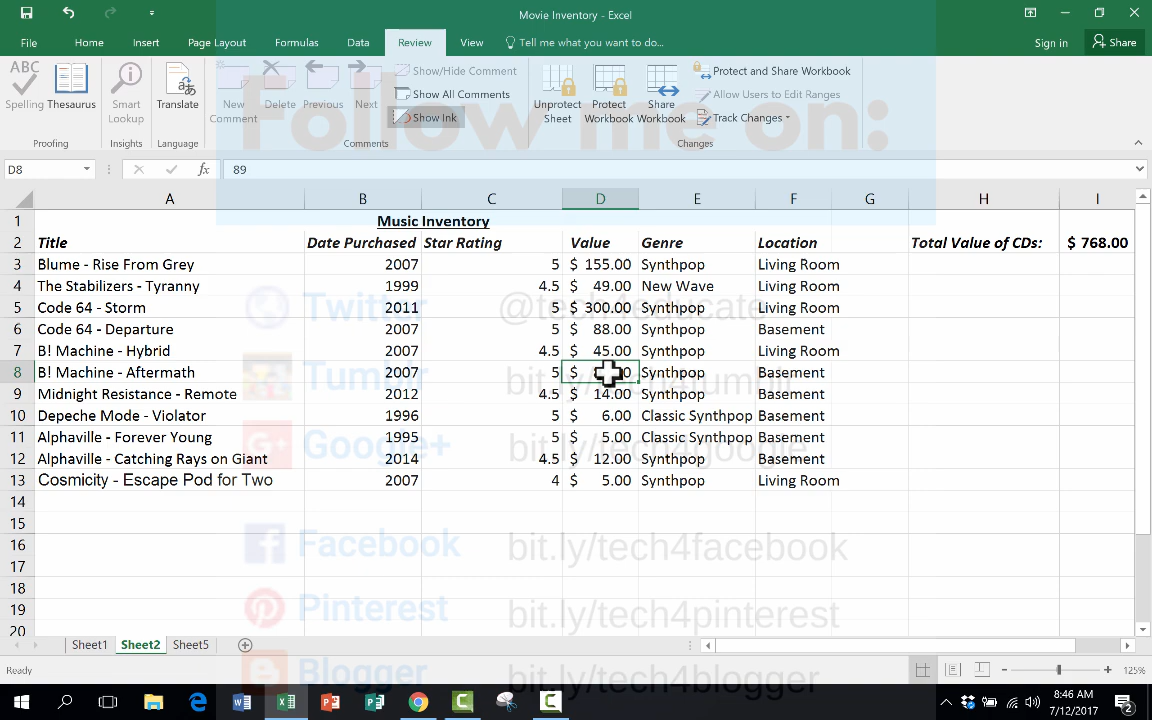 Movie Inventory - Excel
File Home Insert Page Layout Formulas Data Review View Tell me what you want to do... Sign in Share
ABC
Show/Hide Comment Protect and Share Workbook
Show All Comments Allow Users to Edit Ranges
Spelling Thesaurus Smart Lookup Translate New Comment Delete Previous Next Unprotect Sheet Protect Workbook Share Workbook
Show Ink Track Changes
Proofing Insights Language Comments Changes
Follow me on:
D8 fx 89
A B C D E F G H I
1 Music Inventory
2 Title Date Purchased Star Rating Value Genre Location Total Value of CDs: $ 768.00
3 Blume - Rise From Grey 2007 5 $ 155.00 Synthpop Living Room
4 The Stabilizers - Tyranny 1999 4.5 $ 49.00 New Wave Living Room
5 Code 64 - Storm 2011 5 $ 300.00 Synthpop Living Room
Twitter @tech4educate
6 Code 64 - Departure 2007 5 $ 88.00 Synthpop Basement
7 B! Machine - Hybrid 2007 4.5 $ 45.00 Synthpop Living Room
8 B! Machine - Aftermath 2007 5 $ Synthpop Basement
Tumblr bit.ly/tech4tumblr
9 Midnight Resistance - Remote 2012 4.5 $ 14.00 Synthpop Basement
10 Depeche Mode - Violator 1996 5 $ 6.00 Classic Synthpop Basement
11 Alphaville - Forever Young 1995 5 $ 5.00 Classic Synthpop Basement
Google+ bit.ly/tech4google
12 Alphaville - Catching Rays on Giant 2014 4.5 $ 12.00 Synthpop Basement
13 Cosmicity - Escape Pod for Two 2007 4 $ 5.00 Synthpop Living Room
14
15
16
Facebook bit.ly/tech4facebook
17
18
19
Pinterest bit.ly/tech4pinterest
20
Sheet1 Sheet2 Sheet5
Ready 125%
Blogger bit.ly/tech4blogger
8:46 AM
7/12/2017
2